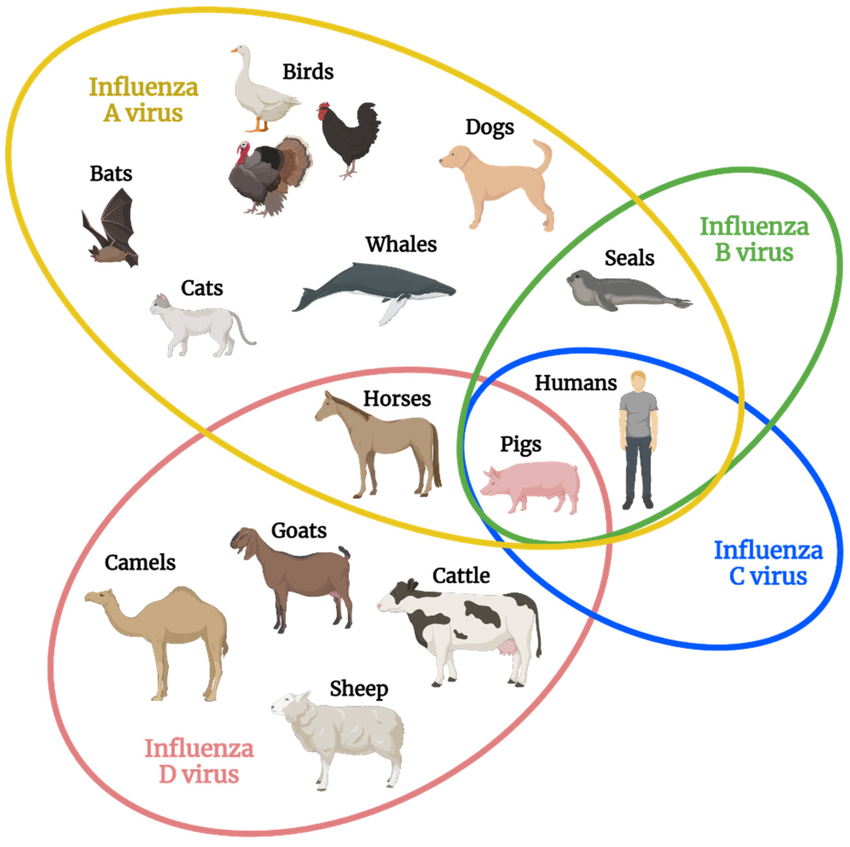 Birds
Influenza
A virus
Dogs
Bats
Influenza
B virus
Whales
Seals
Cats
Humans
Horses
Pigs
Goats
Influenza
C virus
Camels
Cattle
Sheep
Influenza
D virus